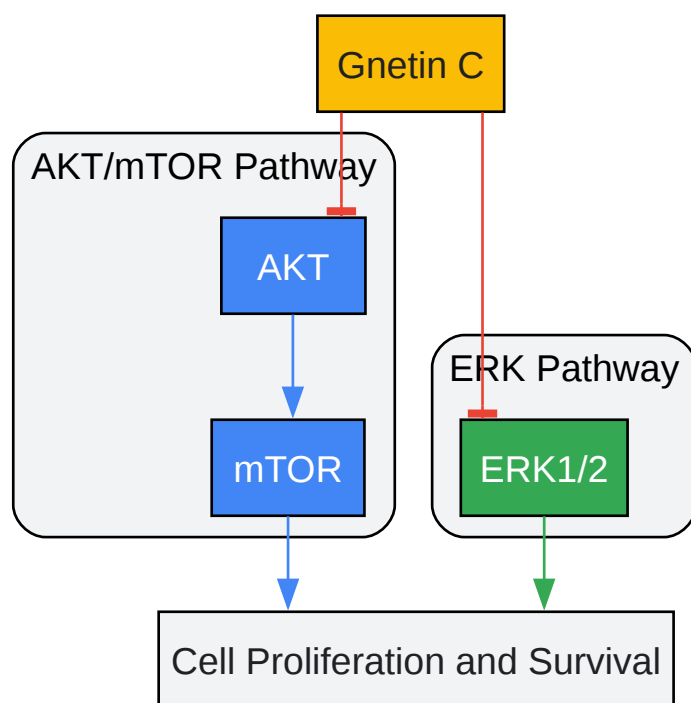 Gnetin C
AKT/mTOR Pathway
AKT
ERK Pathway
mTOR
ERK1/2
Cell Proliferation and Survival